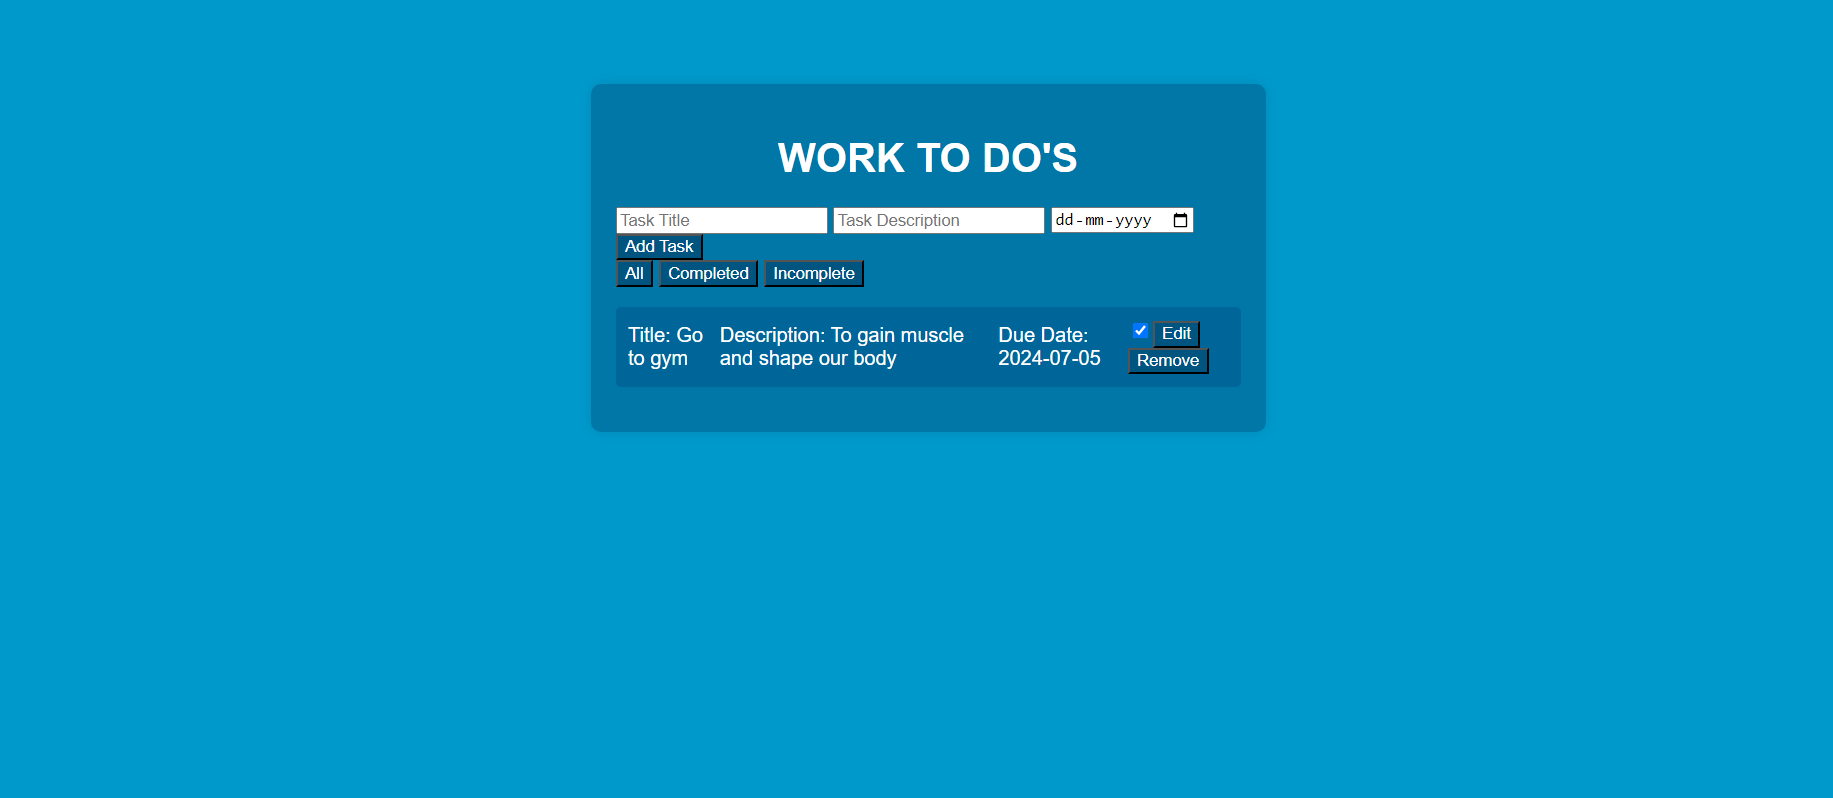 WORK TO DO'S
Task Title Task Description dd-mm-yyyy
Add Task
All Completed Incomplete
Title: Go to gym
Description: To gain muscle and shape our body
Due Date: 2024-07-05
Edit
Remove